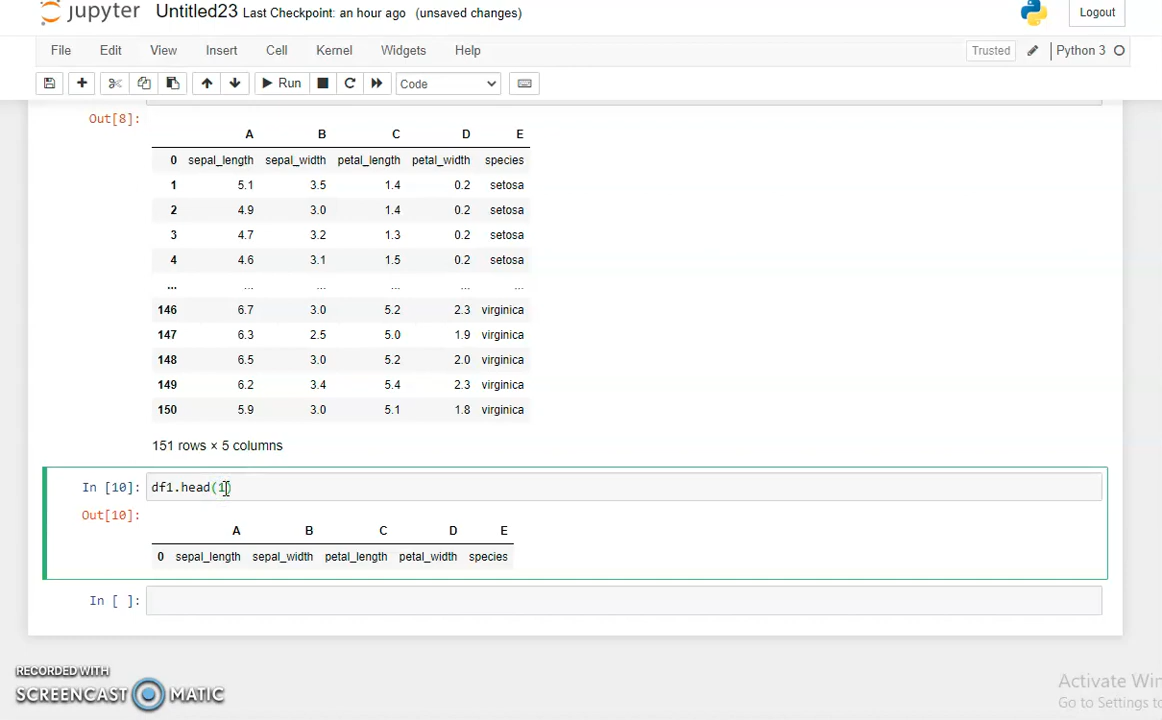 jupyter Untitled23 Last Checkpoint: an hour ago (unsaved changes) Logout
File Edit View Insert Cell Kernel Widgets Help Trusted Python 3
Run Code
Out[8]:
A B C D E
0 sepal_length sepal_width petal_length petal_width species
1 5.1 3.5 1.4 0.2 setosa
2 4.9 3.0 1.4 0.2 setosa
3 4.7 3.2 1.3 0.2 setosa
4 4.6 3.1 1.5 0.2 setosa
... ... ... ... ... ...
146 6.7 3.0 5.2 2.3 virginica
147 6.3 2.5 5.0 1.9 virginica
148 6.5 3.0 5.2 2.0 virginica
149 6.2 3.4 5.4 2.3 virginica
150 5.9 3.0 5.1 1.8 virginica
151 rows × 5 columns
In [10]: df1.head(1)
Out[10]:
A B C D E
0 sepal_length sepal_width petal_length petal_width species
In [ ]:
RECORDED WITH
SCREENCAST MATIC
Activate Win
Go to Settings to